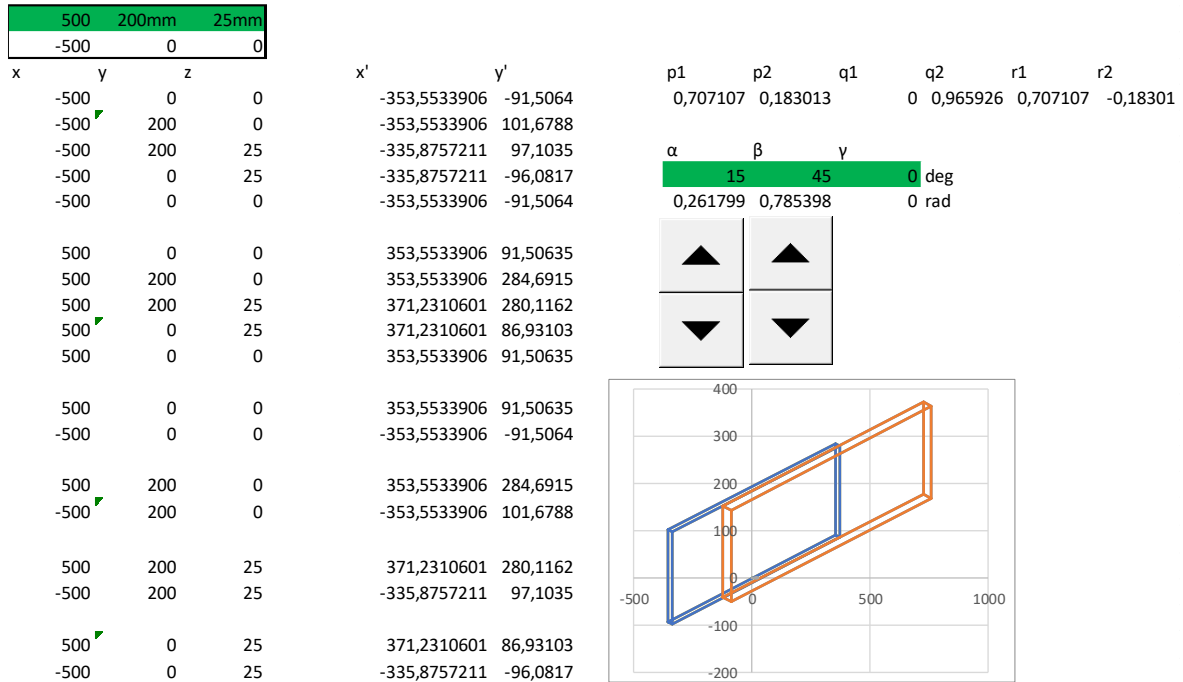 500 200mm 25mm
-500 0 0
x y z x' y' p1 p2 q1 q2 r1 r2
-500 0 0 -353,5533906 -91,5064 0,707107 0,183013 0 0,965926 0,707107 -0,18301
-500 200 0 -353,5533906 101,6788
-500 200 25 -335,8757211 97,1035 α β γ
-500 0 25 -335,8757211 -96,0817 15 45 0 deg
-500 0 0 -353,5533906 -91,5064 0,261799 0,785398 0 rad
500 0 0 353,5533906 91,50635
500 200 0 353,5533906 284,6915
500 200 25 371,2310601 280,1162
500 0 25 371,2310601 86,93103
500 0 0 353,5533906 91,50635
500 0 0 353,5533906 91,50635
-500 0 0 -353,5533906 -91,5064
500 200 0 353,5533906 284,6915
-500 200 0 -353,5533906 101,6788
500 200 25 371,2310601 280,1162
-500 200 25 -335,8757211 97,1035
500 0 25 371,2310601 86,93103
-500 0 25 -335,8757211 -96,0817
400
300
200
100
0
-500 0 500 1000
-100
-200